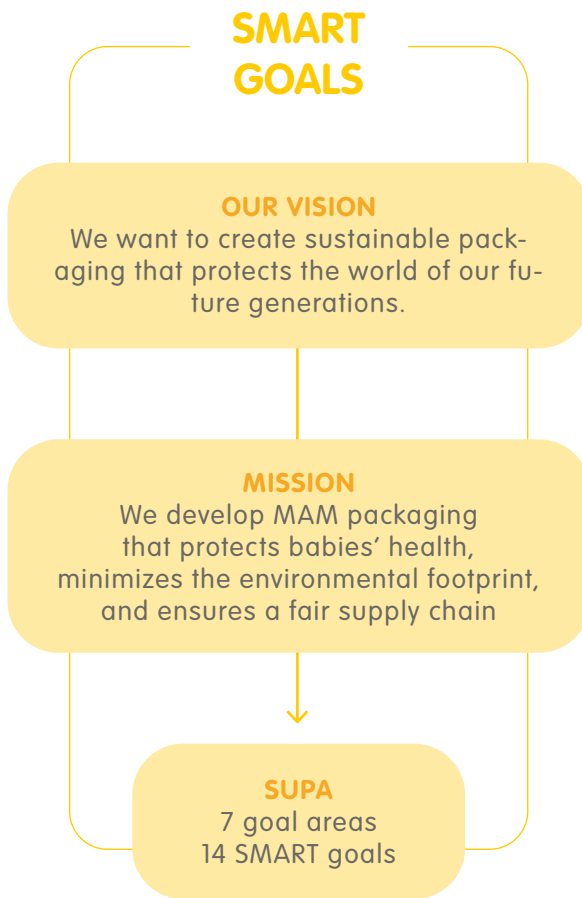 SMART
GOALS
OUR VISION
We want to create sustainable pack-
aging that protects the world of our fu-
ture generations.
MISSION
We develop MAM packaging
that protects babies’ health,
minimizes the environmental footprint,
and ensures a fair supply chain
SUPA
7 goal areas
14 SMART goals